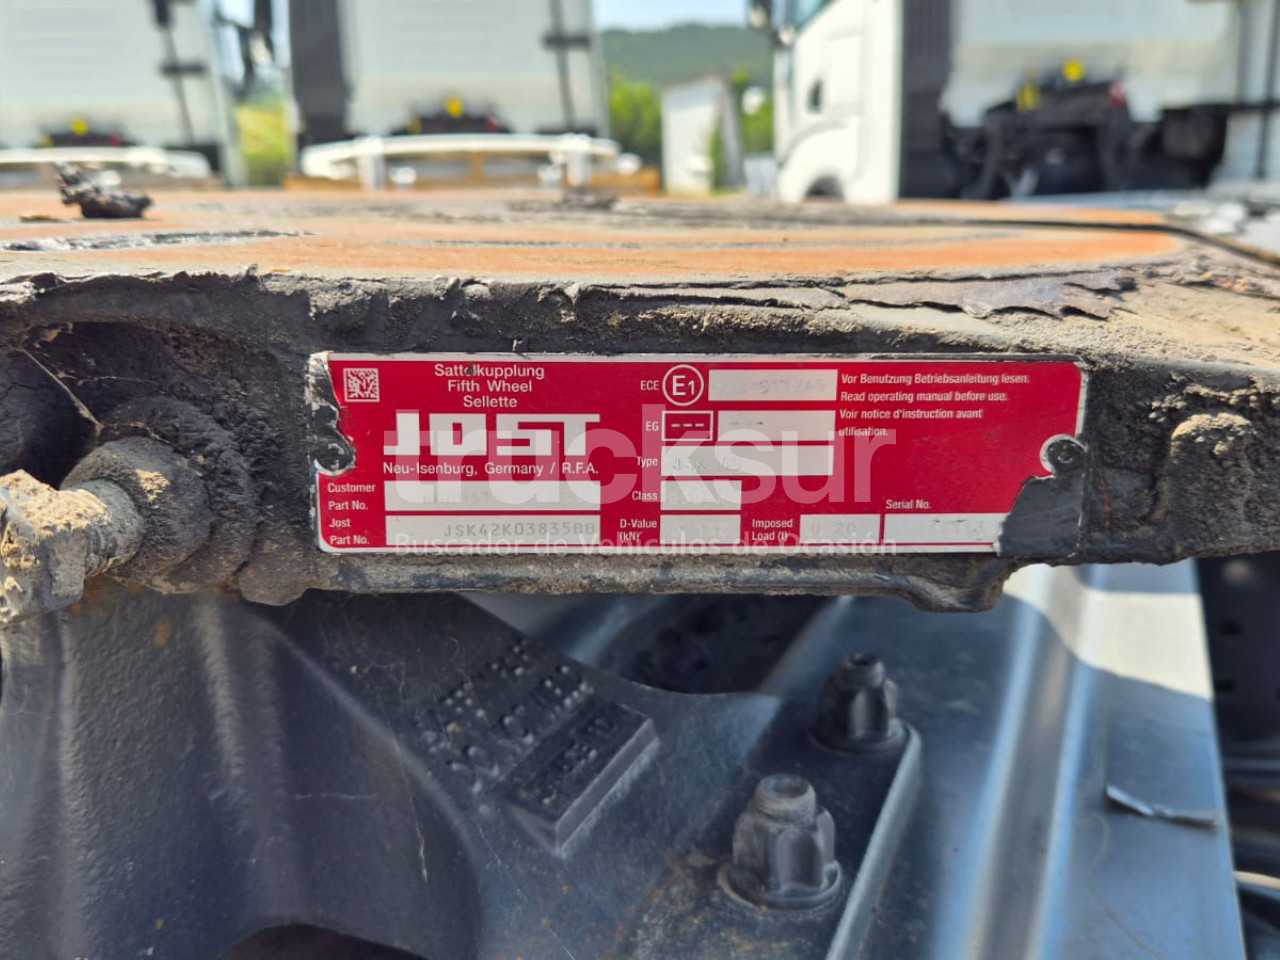 Sattelkupplung
Fifth Wheel
Sellette
JOST
Neu-Isenburg, Germany / R.F.A.
Customer
Part No.
Jost
Part No.
JSK42K03835BB
ECE
E1
EG
---
Type
Class
D-Value
(kN)
Imposed
Load (l)
U 20
Serial No.
Vor Benutzung Betriebsanleitung lesen.
Read operating manual before use.
Voir notice d'instruction avant
utilisation.
trucksur
Buscador de Vehículos de Ocasión